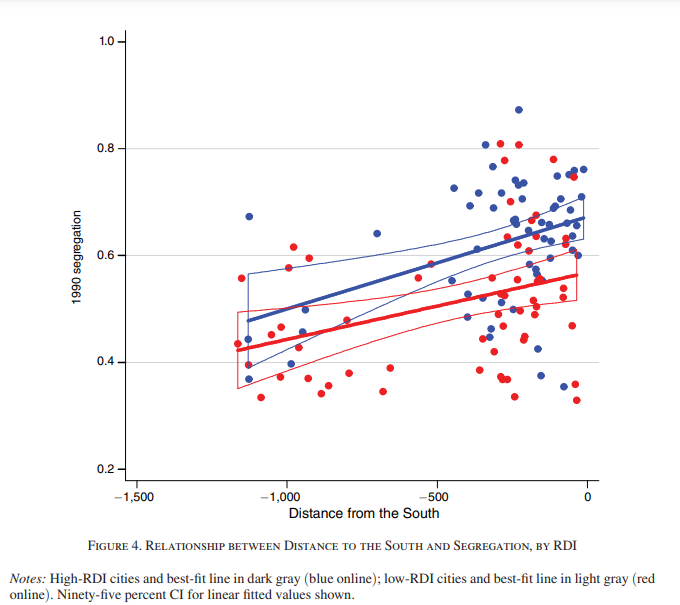 1.0
0.8
0.6
0.4
0.2
1990 segregation
−1,500
−1,000
−500
0
Distance from the South
FIGURE 4. RELATIONSHIP BETWEEN DISTANCE TO THE SOUTH AND SEGREGATION, BY RDI
Notes: High-RDI cities and best-fit line in dark gray (blue online); low-RDI cities and best-fit line in light gray (red
online). Ninety-five percent CI for linear fitted values shown.